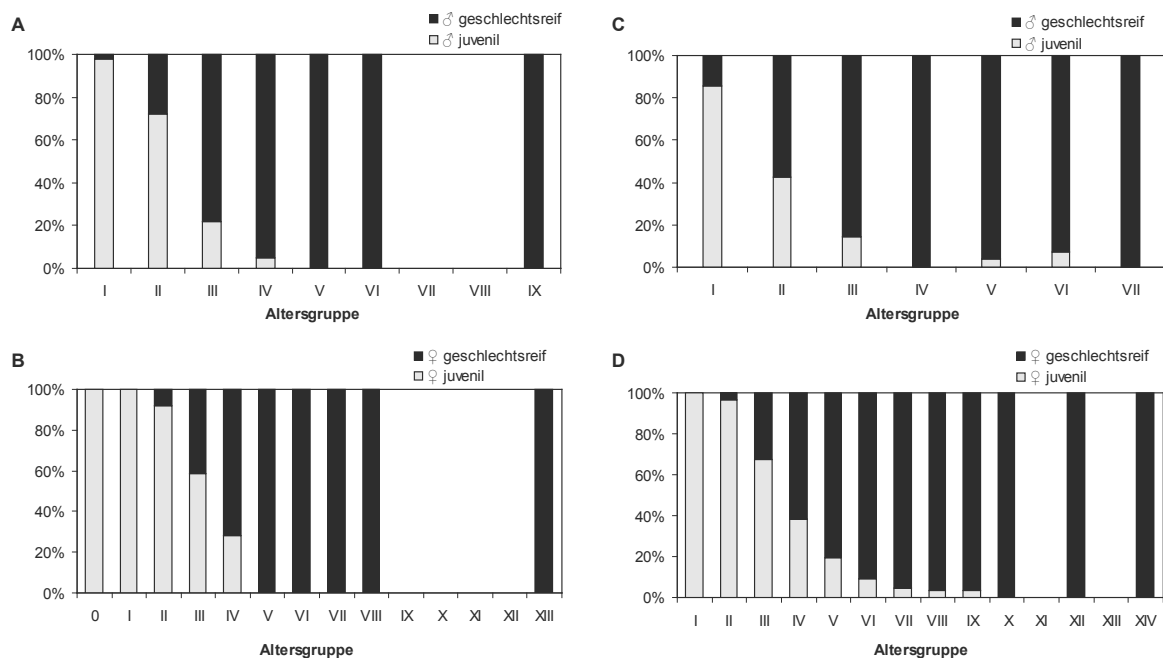 A
♂ geschlechtsreif
♂ juvenil
100%
80%
60%
40%
20%
0%
I II III IV V VI VII VIII IX
Altersgruppe
C
♂ geschlechtsreif
♂ juvenil
100%
80%
60%
40%
20%
0%
I II III IV V VI VII
Altersgruppe
B
♀ geschlechtsreif
♀ juvenil
100%
80%
60%
40%
20%
0%
0 I II III IV V VI VII VIII IX X XI XII XIII
Altersgruppe
D
♀ geschlechtsreif
♀ juvenil
100%
80%
60%
40%
20%
0%
I II III IV V VI VII VIII IX X XI XII XIII XIV
Altersgruppe